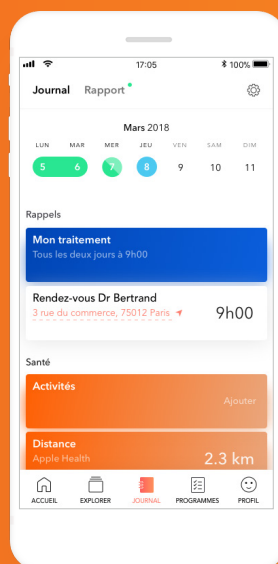 17:05
100%
Journal Rapport
Mars 2018
LUN MAR MER JEU VEN SAM DIM
5 6 7 8 9 10 11
Rappels
Mon traitement
Tous les deux jours à 9h00
Rendez-vous Dr Bertrand
3 rue du commerce, 75012 Paris
9h00
Santé
Activités
Ajouter
Distance
Apple Health
2.3 km
ACCUEIL EXPLORER JOURNAL PROGRAMMES PROFIL